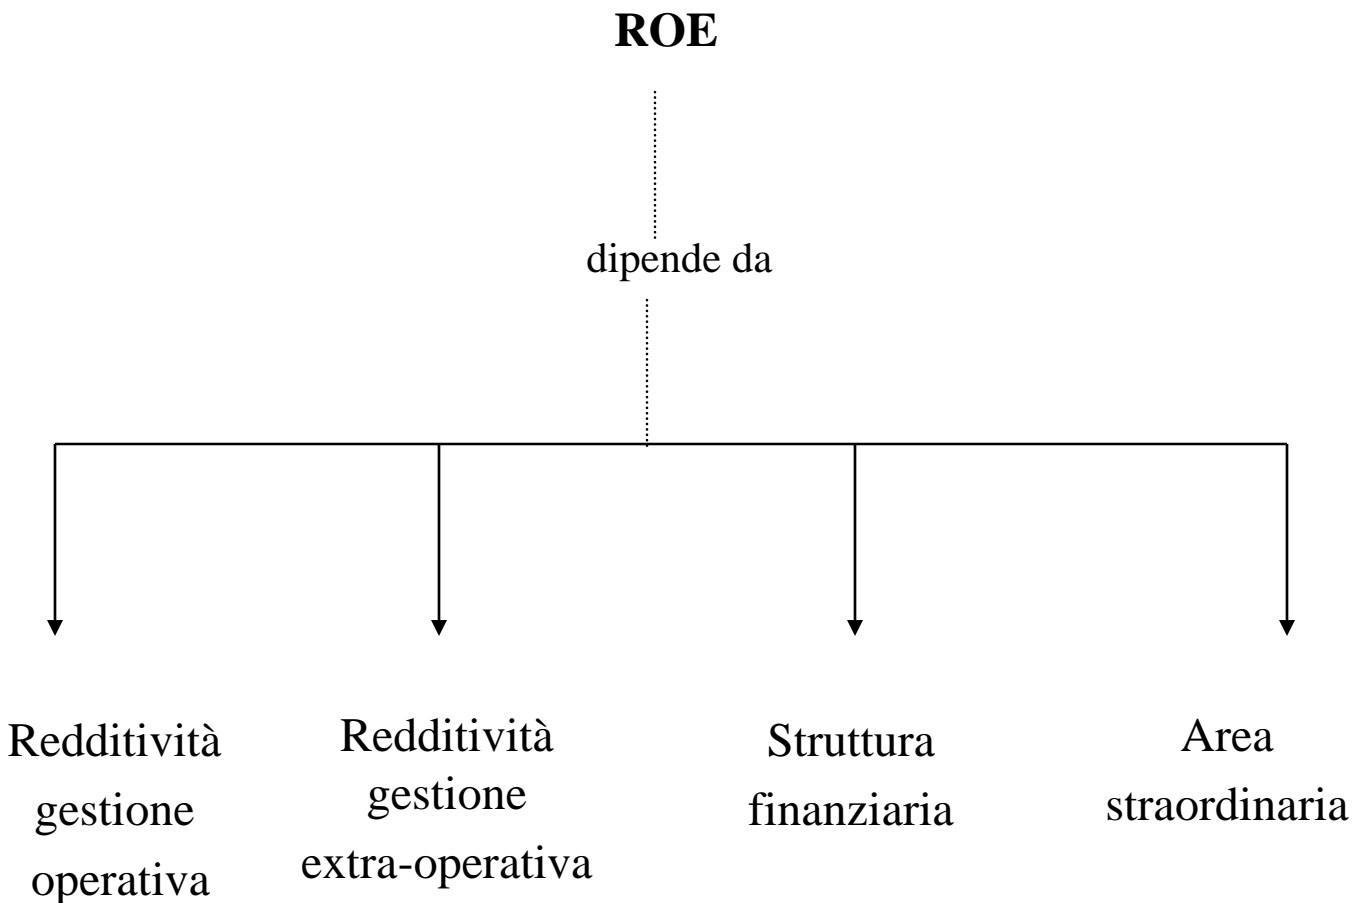 ROE
dipende da
Redditività
gestione
operativa
Redditività
gestione
extra-operativa
Struttura
finanziaria
Area
straordinaria